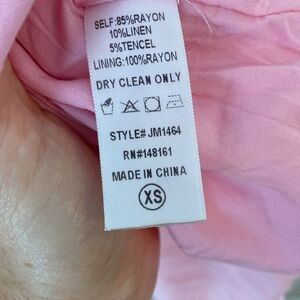 SELF:85%RAYON
10%LINEN
5%TENCEL
LINING:100%RAYON
DRY CLEAN ONLY
STYLE# JM1464
RN#148161
MADE IN CHINA
XS